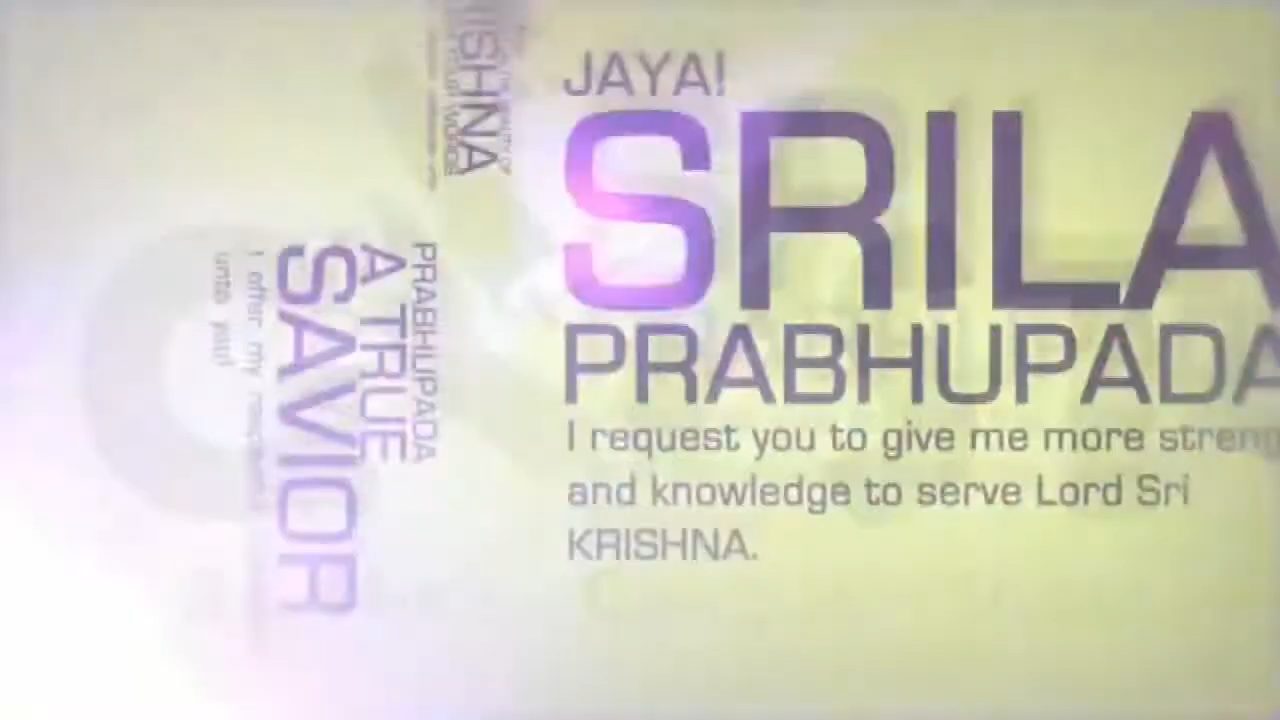 JAYA!
SRILA
PRABHUPADA
I request you to give me more streng
and knowledge to serve Lord Sri
KRISHNA.
PRABHUPADA
A TRUE
SAVIOR
I offer my
unto you!
ISHNA